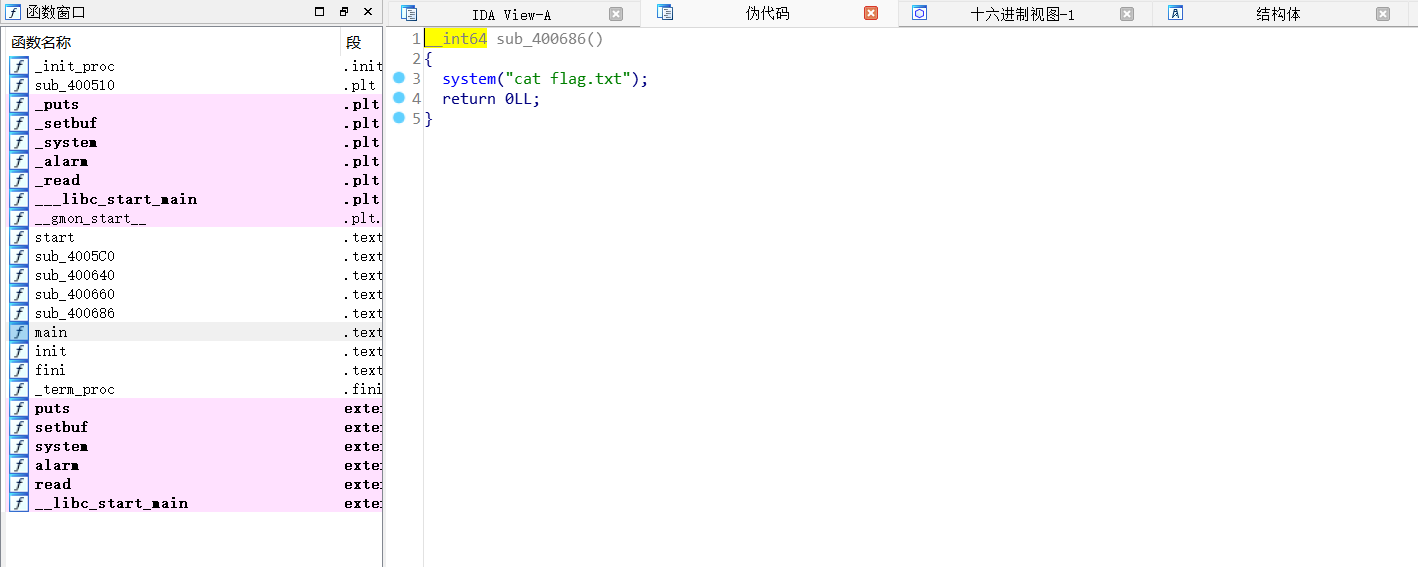 函数窗口
函数名称 段
_init_proc .init
sub_400510 .plt
_puts .plt
_setbuf .plt
_system .plt
_alarm .plt
_read .plt
___libc_start_main .plt
__gmon_start__ .plt.
start .text
sub_4005C0 .text
sub_400640 .text
sub_400660 .text
sub_400686 .text
main .text
init .text
fini .text
_term_proc .fini
puts exte
setbuf exte
system exte
alarm exte
read exte
__libc_start_main exte
IDA View-A 伪代码 十六进制视图-1 结构体
1 __int64 sub_400686()
2 {
3 system("cat flag.txt");
4 return 0LL;
5 }